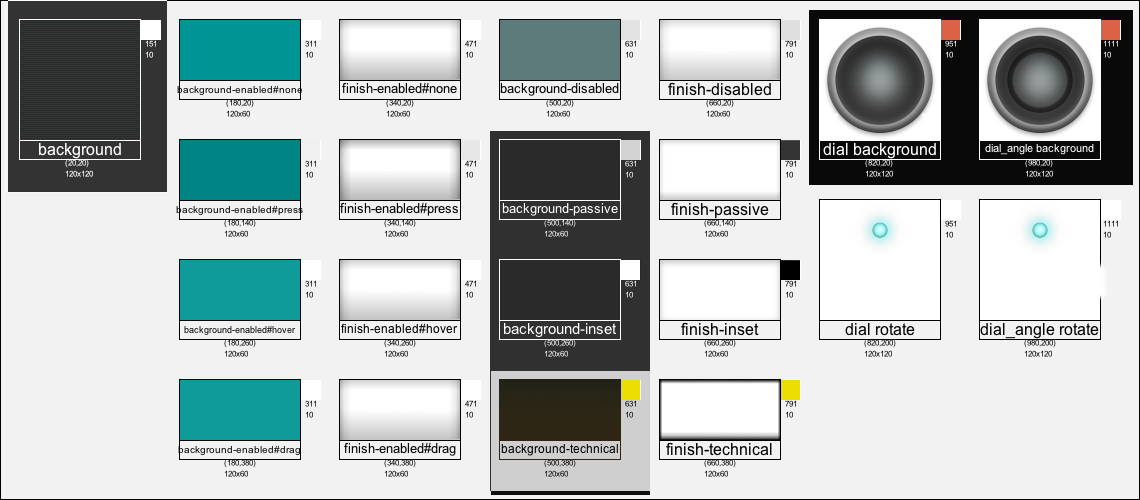 151
10
background
(20,20)
120x120
311
10
background-enabled#none
(180,20)
120x60
471
10
finish-enabled#none
(340,20)
120x60
631
10
background-disabled
(500,20)
120x60
791
10
finish-disabled
(660,20)
120x60
951
10
dial background
(820,20)
120x120
1111
10
dial_angle background
(980,20)
120x120
311
10
background-enabled#press
(180,140)
120x60
471
10
finish-enabled#press
(340,140)
120x60
631
10
background-passive
(500,140)
120x60
791
10
finish-passive
(660,140)
120x60
951
10
dial rotate
(820,200)
120x120
1111
10
dial_angle rotate
(980,200)
120x120
311
10
background-enabled#hover
(180,260)
120x60
471
10
finish-enabled#hover
(340,260)
120x60
631
10
background-inset
(500,260)
120x60
791
10
finish-inset
(660,260)
120x60
311
10
background-enabled#drag
(180,380)
120x60
471
10
finish-enabled#drag
(340,380)
120x60
631
10
background-technical
(500,380)
120x60
791
10
finish-technical
(660,380)
120x60